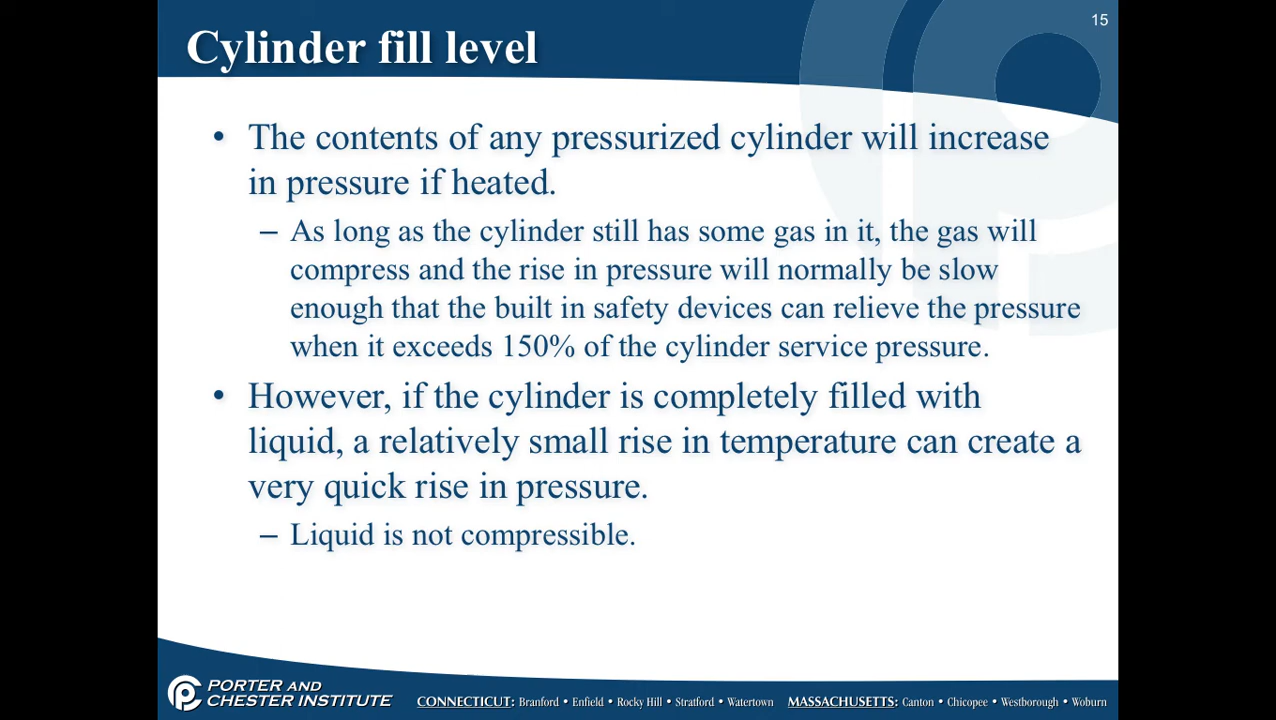 15
Cylinder fill level
• The contents of any pressurized cylinder will increase
in pressure if heated.
– As long as the cylinder still has some gas in it, the gas will
compress and the rise in pressure will normally be slow
enough that the built in safety devices can relieve the pressure
when it exceeds 150% of the cylinder service pressure.
• However, if the cylinder is completely filled with
liquid, a relatively small rise in temperature can create a
very quick rise in pressure.
– Liquid is not compressible.
PORTER AND
CHESTER INSTITUTE
CONNECTICUT: Branford • Enfield • Rocky Hill • Stratford • Watertown MASSACHUSETTS: Canton • Chicopee • Westborough • Woburn